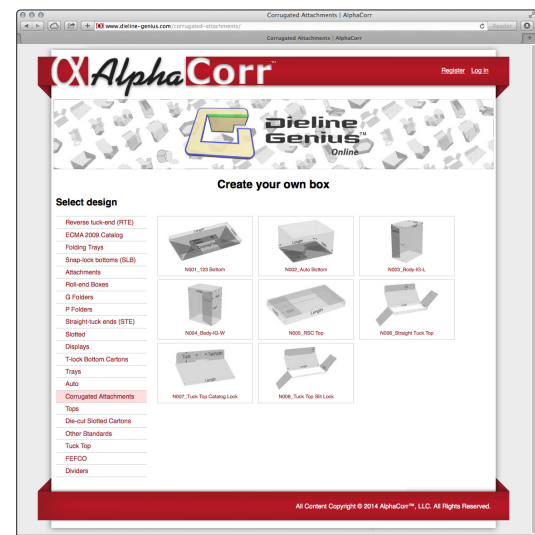 Corrugated Attachments | AlphaCorr
www.dieline-genius.com/corrugated-attachments/
Reader
Corrugated Attachments | AlphaCorr
AlphaCorr™
Register Log in
Dieline
Genius™
Online
Create your own box
Select design
Reverse tuck-end (RTE)
ECMA 2009 Catalog
Folding Trays
Snap-lock bottoms (SLB)
Attachments
Roll-end Boxes
G Folders
P Folders
Straight-tuck ends (STE)
Slotted
Displays
T-lock Bottom Cartons
Trays
Auto
Corrugated Attachments
Tops
Die-cut Slotted Cartons
Other Standards
Tuck Top
FEFCO
Dividers
N001_123 Bottom
N002_Auto Bottom
N003_Body-IG-L
N004_Body-IG-W
N005_RSC Top
N006_Straight Tuck Top
N007_Tuck Top Catalog Lock
N008_Tuck Top Slit Lock
All Content Copyright © 2014 AlphaCorr™, LLC. All Rights Reserved.